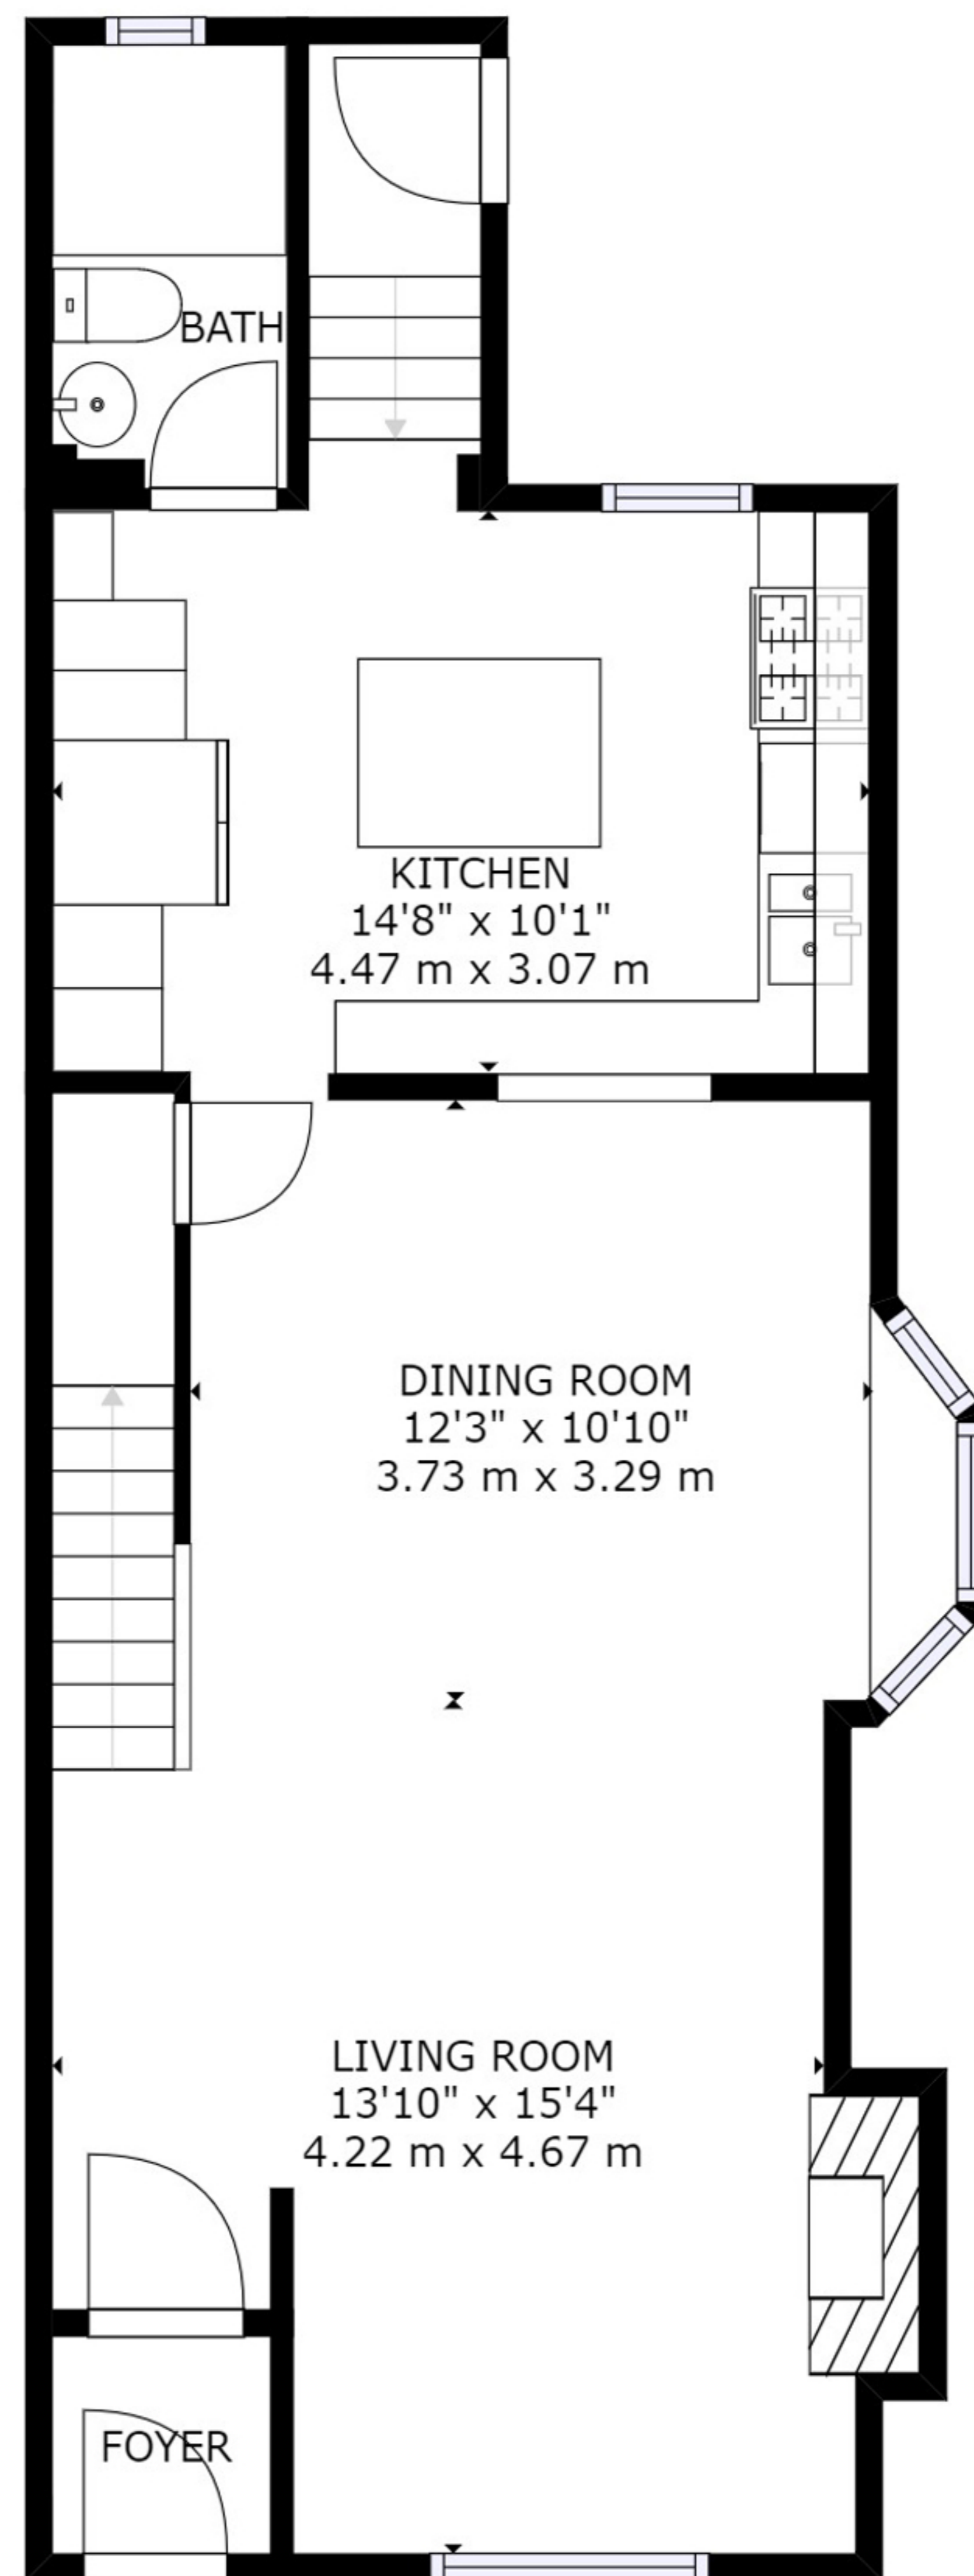 BATH
KITCHEN
14'8" x 10'1"
4.47 m x 3.07 m
DINING ROOM
12'3" x 10'10"
3.73 m x 3.29 m
LIVING ROOM
13'10" x 15'4"
4.22 m x 4.67 m
FOYER